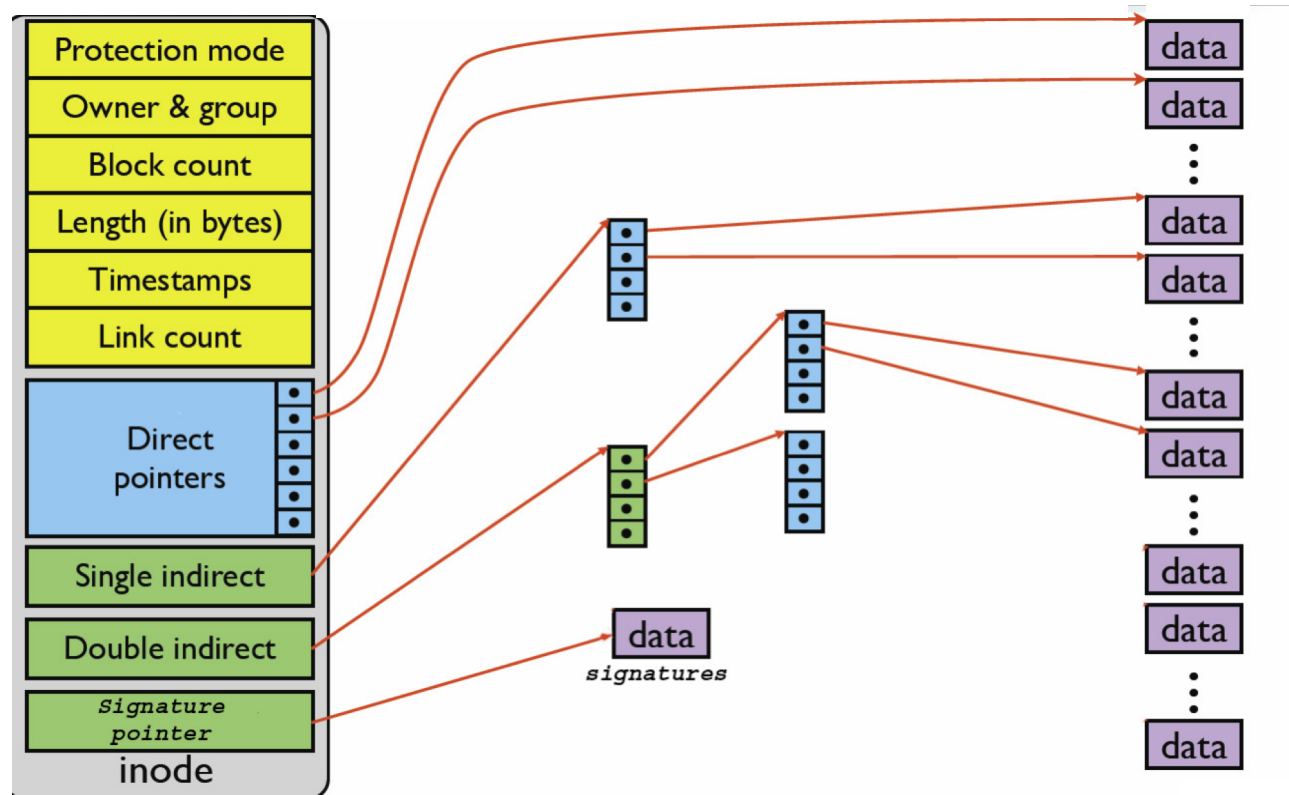 Protection mode
Owner & group
Block count
Length (in bytes)
Timestamps
Link count
Direct
pointers
Single indirect
Double indirect
Signature
pointer
inode
data
signatures
data
data
data
data
data
data
data
data
data